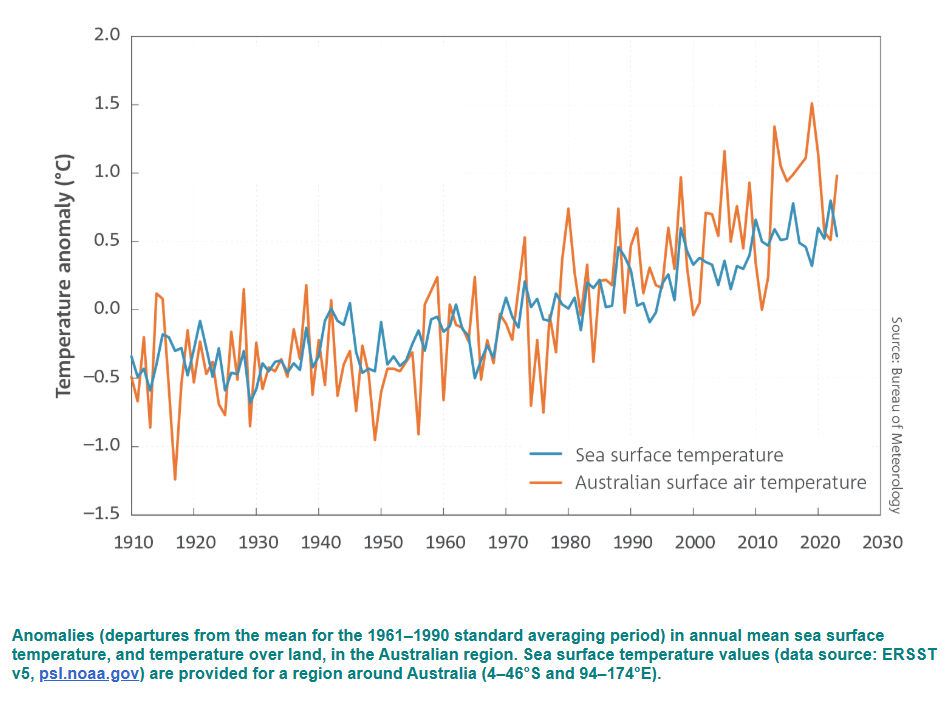 2.0
1.5
1.0
0.5
0.0
−0.5
−1.0
−1.5
Temperature anomaly (°C)
Sea surface temperature
Australian surface air temperature
Source: Bureau of Meteorology
1910 1920 1930 1940 1950 1960 1970 1980 1990 2000 2010 2020 2030
Anomalies (departures from the mean for the 1961–1990 standard averaging period) in annual mean sea surface
temperature, and temperature over land, in the Australian region. Sea surface temperature values (data source: ERSST
v5, psl.noaa.gov) are provided for a region around Australia (4–46°S and 94–174°E).